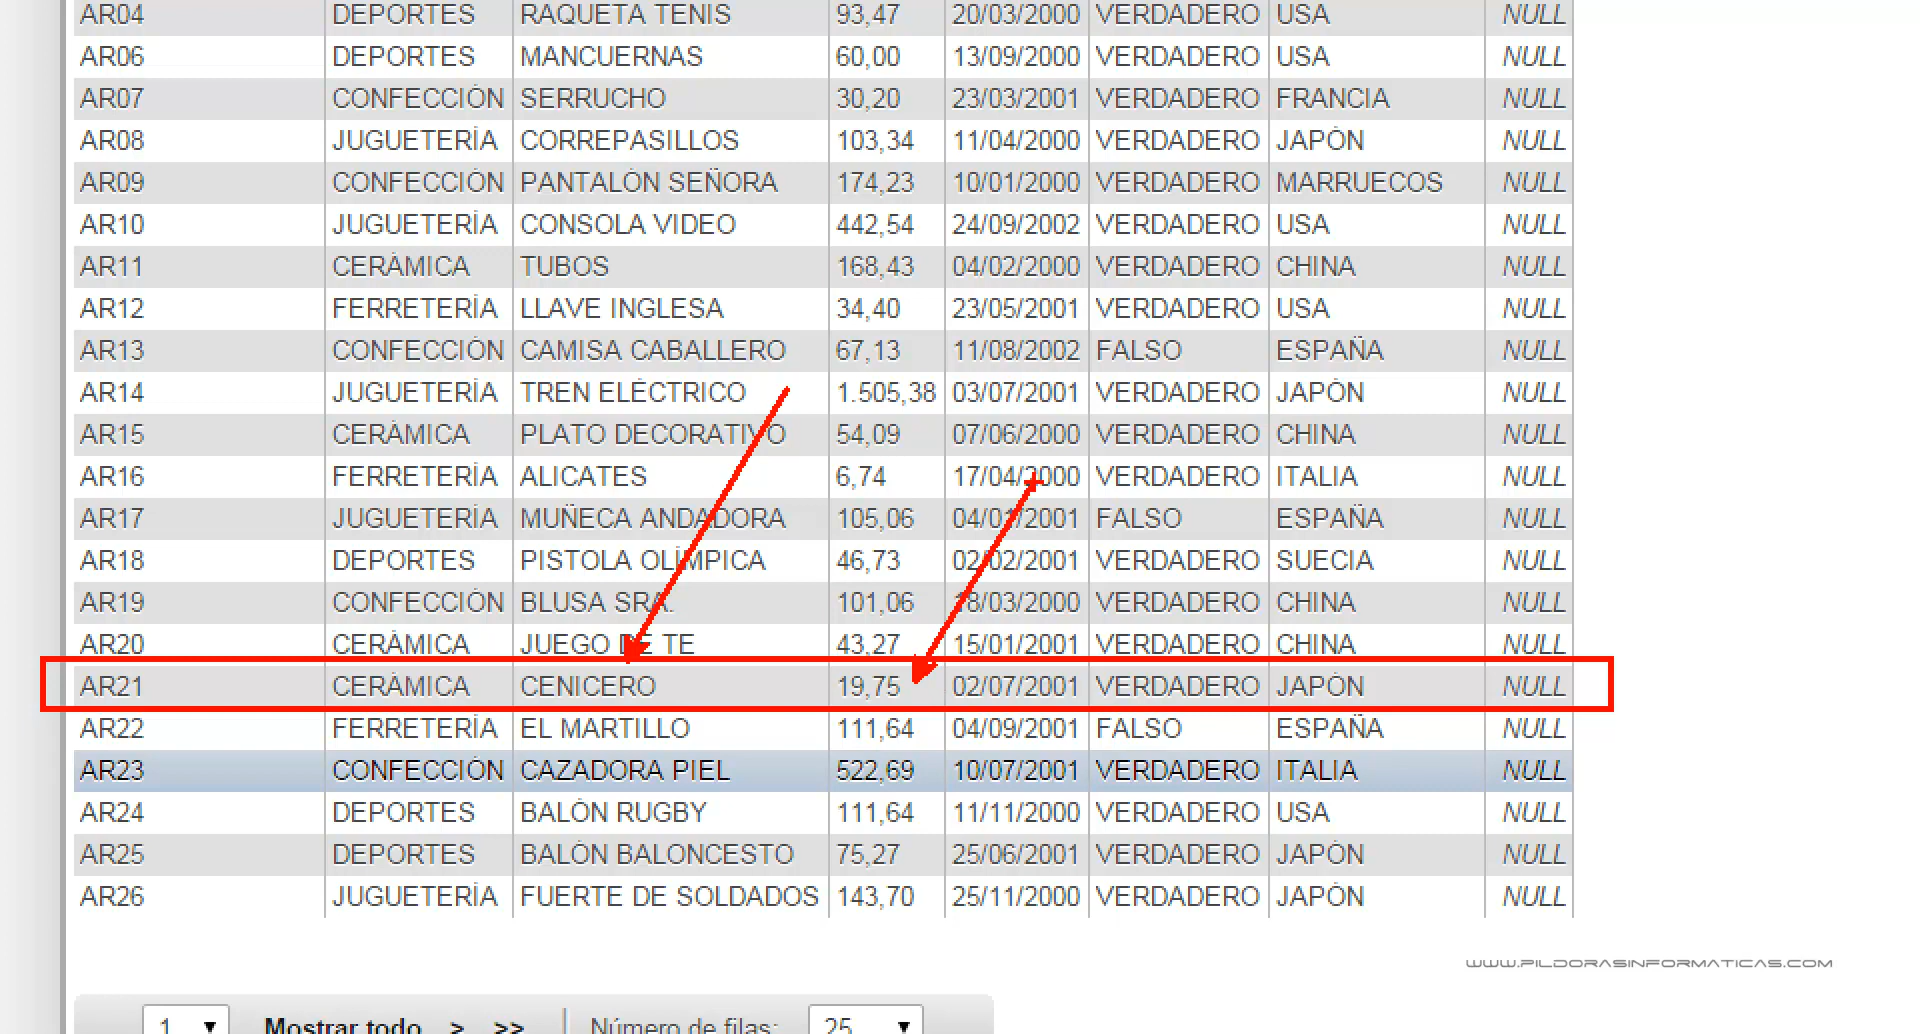 AR04 DEPORTES RAQUETA TENIS 93,47 20/03/2000 VERDADERO USA NULL
AR06 DEPORTES MANCUERNAS 60,00 13/09/2000 VERDADERO USA NULL
AR07 CONFECCIÓN SERRUCHO 30,20 23/03/2001 VERDADERO FRANCIA NULL
AR08 JUGUETERÍA CORREPASILLOS 103,34 11/04/2000 VERDADERO JAPÓN NULL
AR09 CONFECCIÓN PANTALÓN SEÑORA 174,23 10/01/2000 VERDADERO MARRUECOS NULL
AR10 JUGUETERÍA CONSOLA VIDEO 442,54 24/09/2002 VERDADERO USA NULL
AR11 CERÁMICA TUBOS 168,43 04/02/2000 VERDADERO CHINA NULL
AR12 FERRETERÍA LLAVE INGLESA 34,40 23/05/2001 VERDADERO USA NULL
AR13 CONFECCIÓN CAMISA CABALLERO 67,13 11/08/2002 FALSO ESPAÑA NULL
AR14 JUGUETERÍA TREN ELÉCTRICO 1.505,38 03/07/2001 VERDADERO JAPÓN NULL
AR15 CERÁMICA PLATO DECORATIVO 54,09 07/06/2000 VERDADERO CHINA NULL
AR16 FERRETERÍA ALICATES 6,74 17/04/2000 VERDADERO ITALIA NULL
AR17 JUGUETERÍA MUÑECA ANDADORA 105,06 04/01/2001 FALSO ESPAÑA NULL
AR18 DEPORTES PISTOLA OLÍMPICA 46,73 02/02/2001 VERDADERO SUECIA NULL
AR19 CONFECCIÓN BLUSA SRA. 101,06 18/03/2000 VERDADERO CHINA NULL
AR20 CERÁMICA JUEGO DE TE 43,27 15/01/2001 VERDADERO CHINA NULL
AR21 CERÁMICA CENICERO 19,75 02/07/2001 VERDADERO JAPÓN NULL
AR22 FERRETERÍA EL MARTILLO 111,64 04/09/2001 FALSO ESPAÑA NULL
AR23 CONFECCIÓN CAZADORA PIEL 522,69 10/07/2001 VERDADERO ITALIA NULL
AR24 DEPORTES BALÓN RUGBY 111,64 11/11/2000 VERDADERO USA NULL
AR25 DEPORTES BALÓN BALONCESTO 75,27 25/06/2001 VERDADERO JAPÓN NULL
AR26 JUGUETERÍA FUERTE DE SOLDADOS 143,70 25/11/2000 VERDADERO JAPÓN NULL
WWW.PILDORASINFORMATICAS.COM
1 Mostrar todo > >> Número de filas: 25